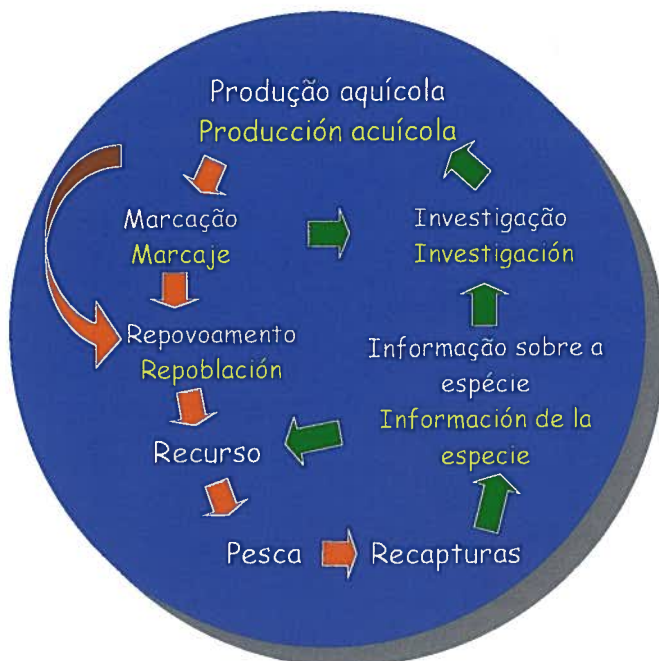 Produção aquícola
Producción acuícola
Marcação
Marcaje
Investigação
Investigación
Repovoamento
Repoblación
Informação sobre a
espécie
Información de la
especie
Recurso
Pesca
Recapturas